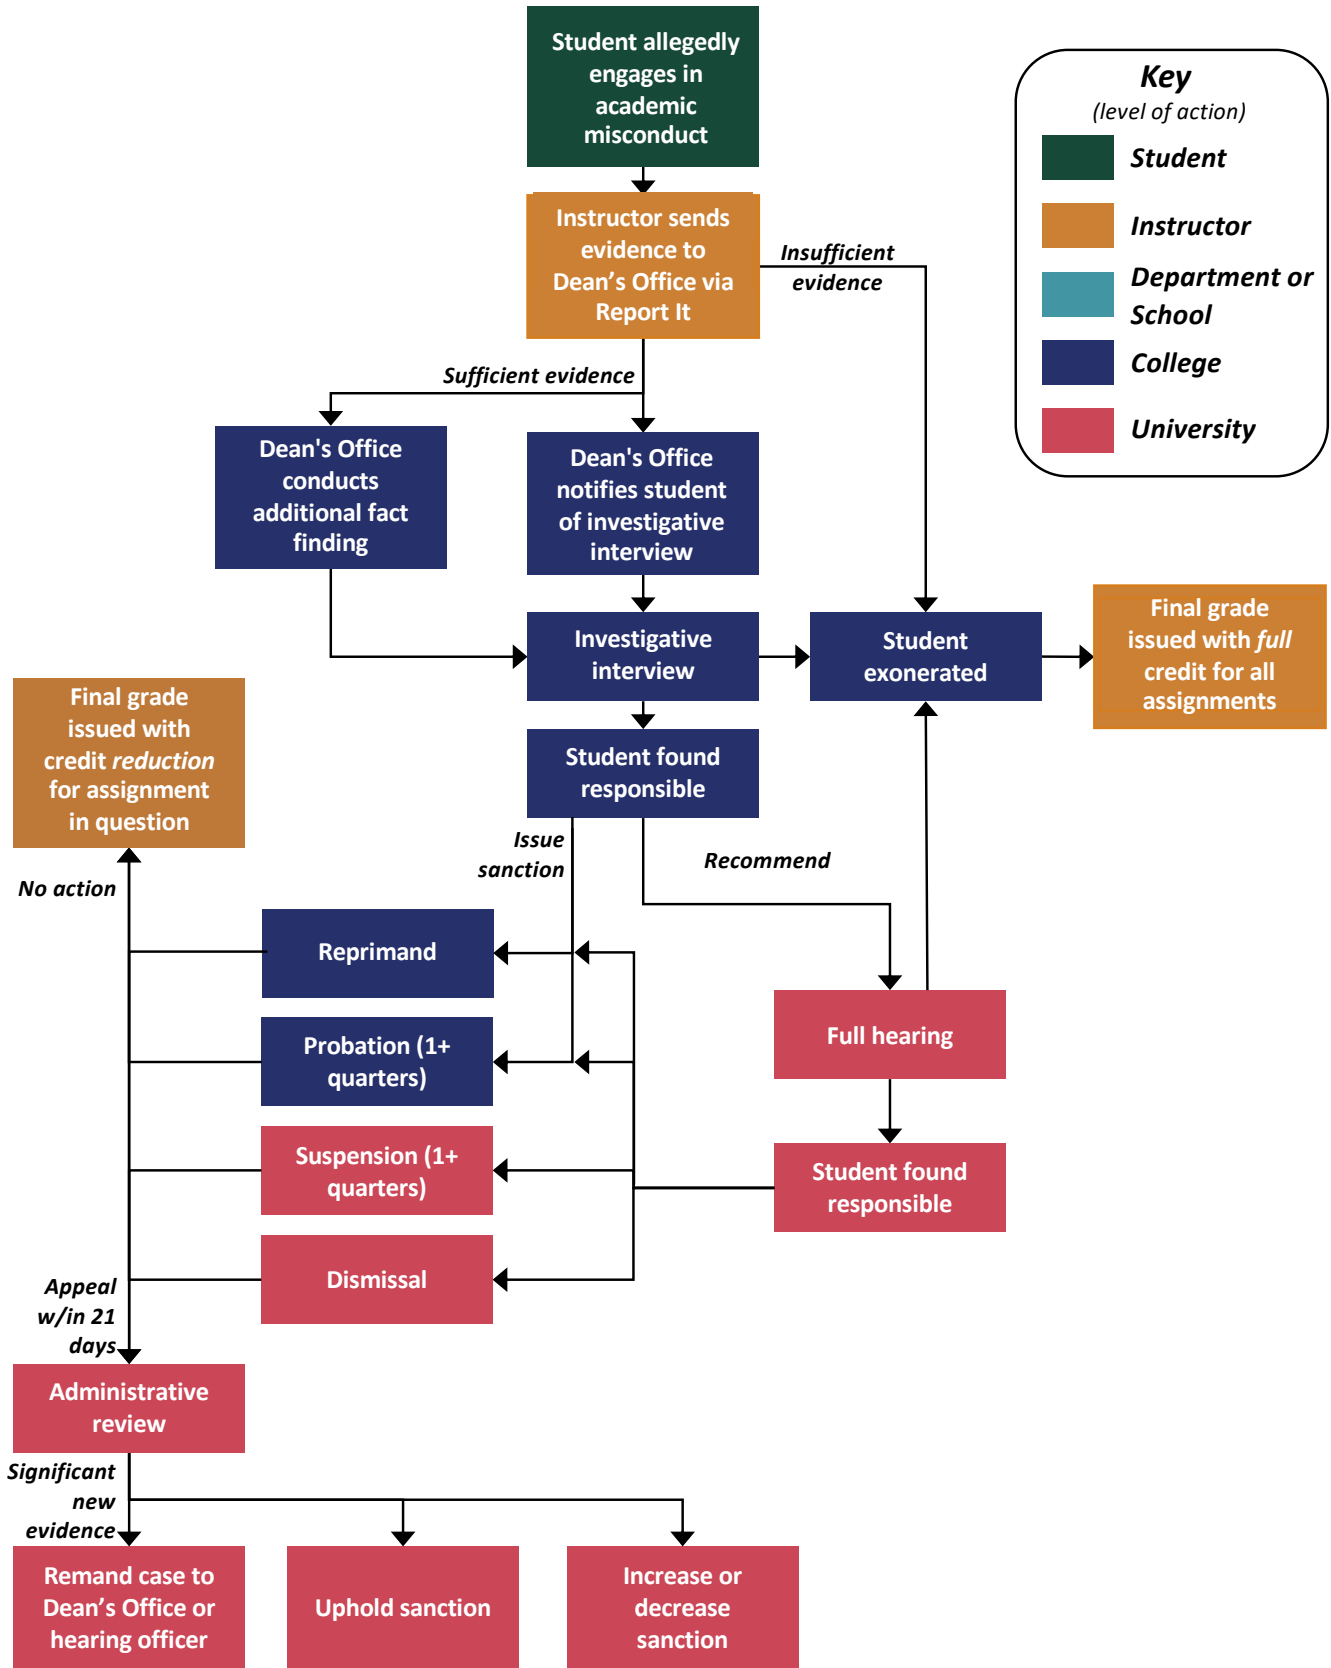 Student allegedly
engages in
academic
misconduct
Key
(level of action)
Student
Instructor
Department or
School
College
University
Instructor sends
evidence to
Dean’s Office via
Report It
Insufficient
evidence
Sufficient evidence
Dean's Office
conducts
additional fact
finding
Dean's Office
notifies student
of investigative
interview
Investigative
interview
Student
exonerated
Final grade
issued with full
credit for all
assignments
Final grade
issued with
credit reduction
for assignment
in question
Student found
responsible
Issue
sanction
Recommend
No action
Reprimand
Probation (1+
quarters)
Suspension (1+
quarters)
Dismissal
Full hearing
Student found
responsible
Appeal
w/in 21
days
Administrative
review
Significant
new
evidence
Remand case to
Dean’s Office or
hearing officer
Uphold sanction
Increase or
decrease
sanction